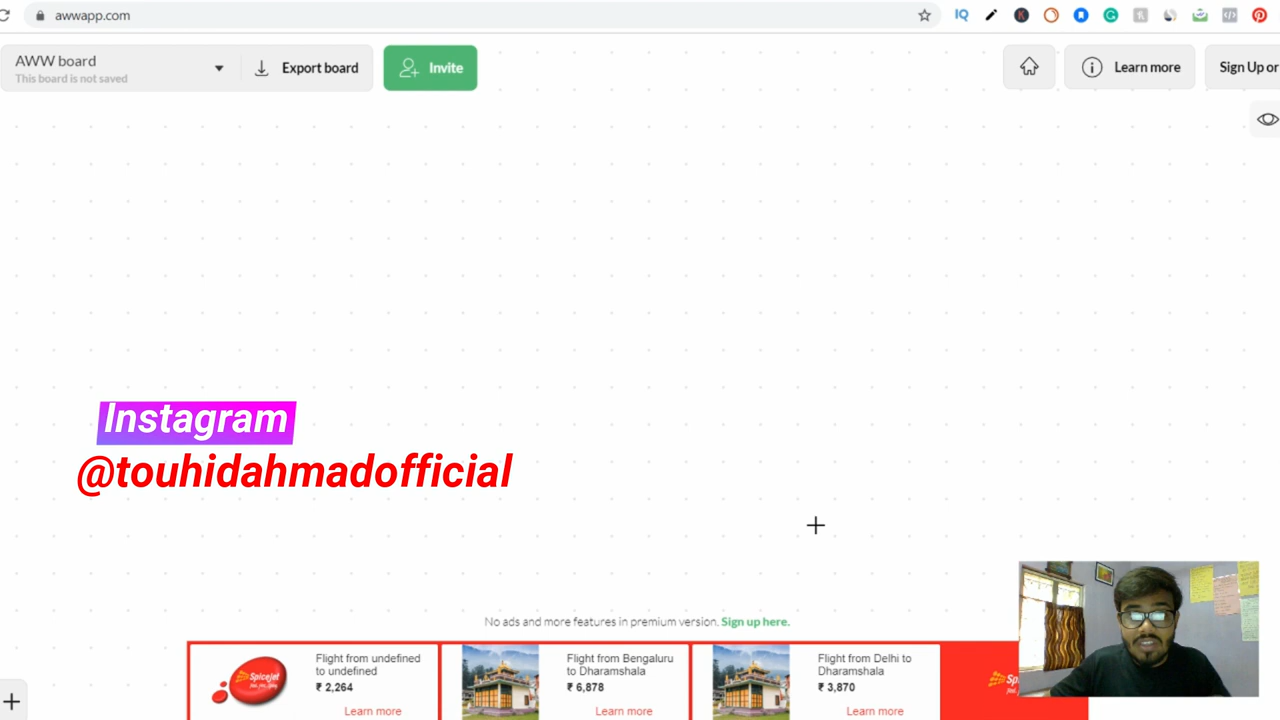 awwapp.com
AWW board
This board is not saved
Export board
Invite
Learn more
Sign Up or
Instagram
@touhidahmadofficial
No ads and more features in premium version. Sign up here.
Flight from undefined
to undefined
₹ 2,264
Learn more
Flight from Bengaluru
to Dharamshala
₹ 6,878
Learn more
Flight from Delhi to
Dharamshala
₹ 3,870
Learn more
SpiceJet